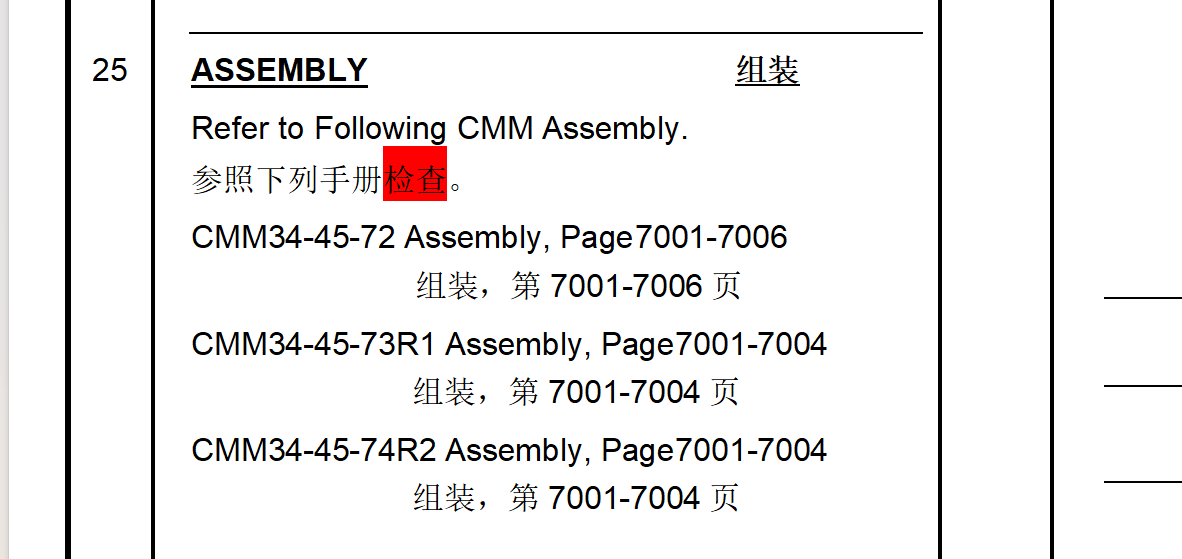 25 ASSEMBLY 组装
Refer to Following CMM Assembly.
参照下列手册检查。
CMM34-45-72 Assembly, Page7001-7006
组装，第 7001-7006 页
CMM34-45-73R1 Assembly, Page7001-7004
组装，第 7001-7004 页
CMM34-45-74R2 Assembly, Page7001-7004
组装，第 7001-7004 页